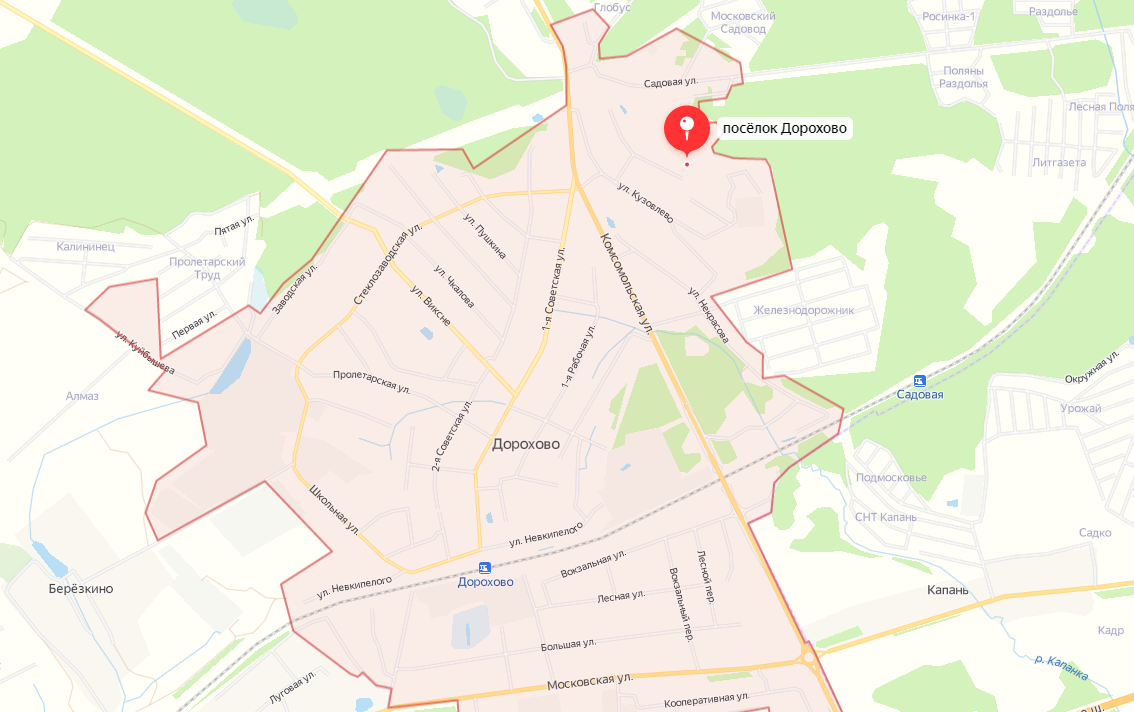 Глобус
Московский
Садовод
Росинка-1
Раздолье
Садовая ул.
Поляны
Раздолья
Лесная Поля
посёлок Дорохово
Литгазета
ул. Кузовлево
Пятая ул.
Калининец
Пролетарский
Труд
Стеклозаводская ул.
ул. Пушкина
Комсомольская ул.
Заводская ул.
ул. Чкалова
1-я Советская ул.
ул. Виксне
ул. Некрасова
Железнодорожник
Первая ул.
ул. Куйбышева
1-я Рабочая ул.
Пролетарская ул.
Окружная ул.
Садовая
Алмаз
Урожай
2-я Советская ул.
Дорохово
Подмосковье
Школьная ул.
СНТ Капань
ул. Невкипелого
Садко
Вокзальная ул.
Лесной пер.
Дорохово
ул. Невкипелого
Берёзкино
Вокзальный пер.
Лесная ул.
Капань
Кадр
Большая ул.
р. Капанка
Луговая ул.
Московская ул.
Кооперативная ул.
ш.